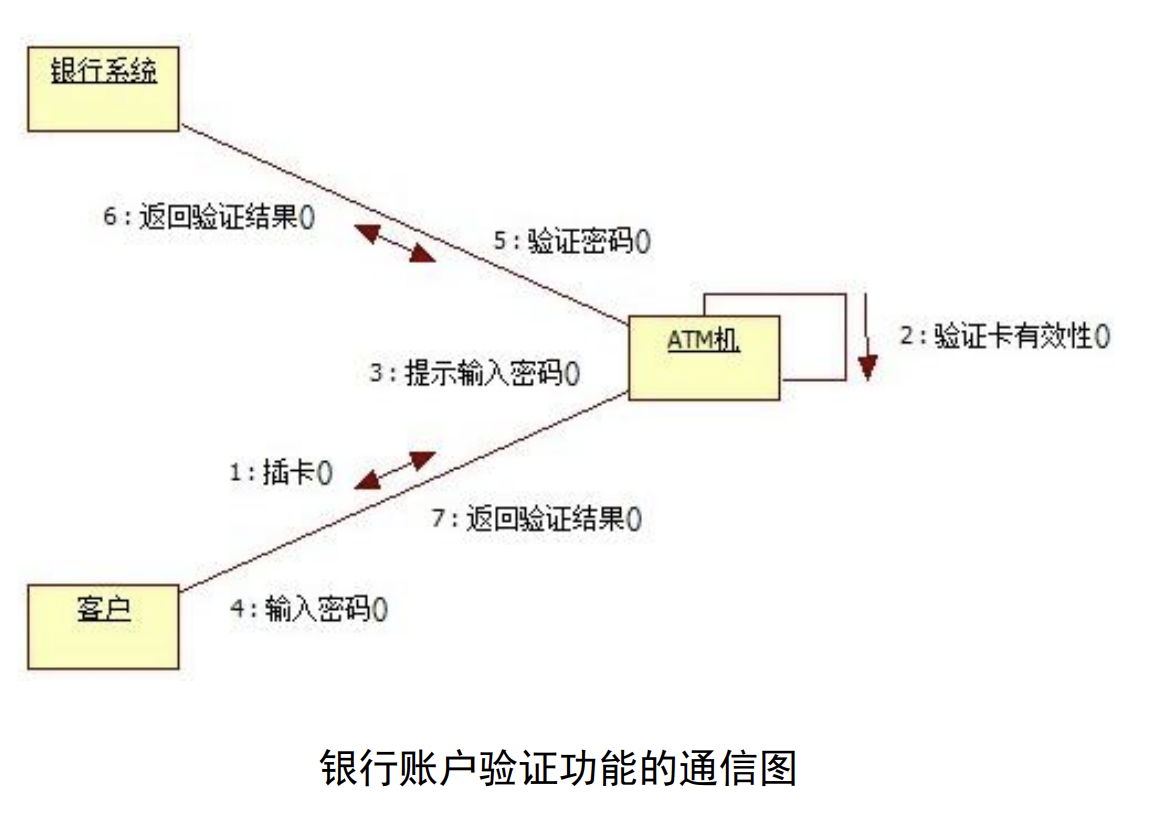 银行系统
6:返回验证结果()
5:验证密码()
ATM机
2:验证卡有效性()
3:提示输入密码()
1:插卡()
7:返回验证结果()
客户
4:输入密码()
银行账户验证功能的通信图